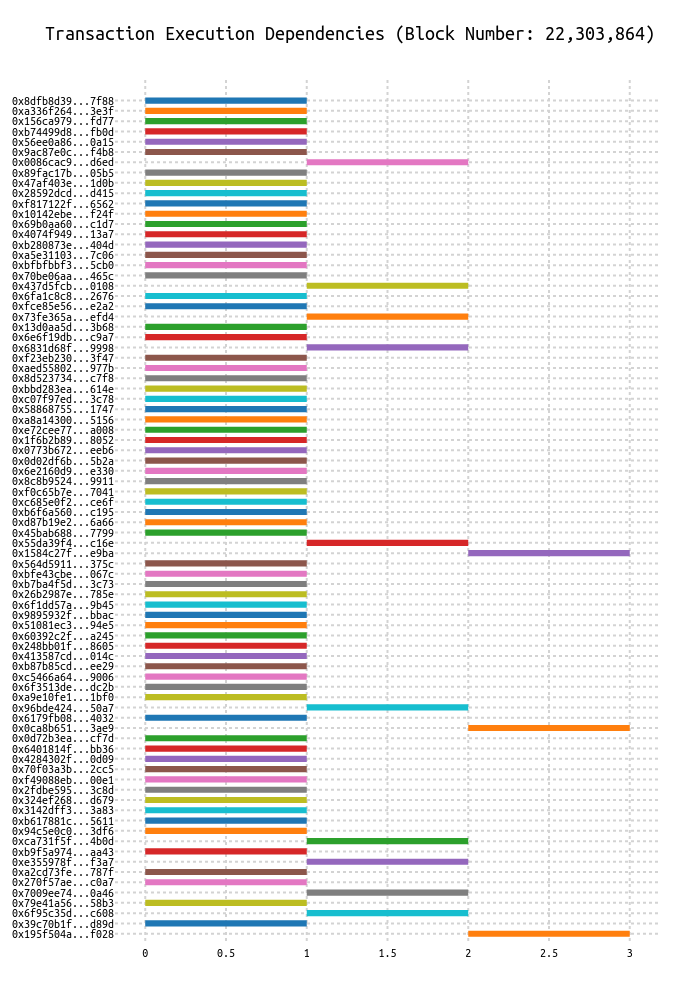 Transaction Execution Dependencies (Block Number: 22,303,864)
0x8dfb8d39...7f88
0xa336f264...3e3f
0x156ca979...fd77
0xb74499d8...fb0d
0x56ee0a86...0a15
0x9ac87e0c...f4b8
0x0086cac9...d6ed
0x89fac17b...05b5
0x47af403e...1d0b
0x28592dcd...d415
0xf817122f...6562
0x10142ebe...f24f
0x69b0aa60...c1d7
0x4074f949...13a7
0xb280873e...404d
0xa5e31103...7c06
0xbfbfbbf3...5cb0
0x70be06aa...465c
0x437d5fcb...0108
0x6fa1c8c8...2676
0xfce85e56...e2a2
0x73fe365a...efd4
0x13d0aa5d...3b68
0x6e6f19db...c9a7
0x6831d68f...9998
0xf23eb230...3f47
0xaed55802...977b
0x8d523734...c7f8
0xbbd283ea...614e
0xc07f97ed...3c78
0x58868755...1747
0xa8a14300...5156
0xe72cee77...a008
0x1f6b2b89...8052
0x0773b672...eeb6
0x0d02df6b...5b2a
0x6e2160d9...e330
0x8c8b9524...9911
0xf0c65b7e...7041
0xc685e0f2...ce6f
0xb6f6a560...c195
0xd87b19e2...6a66
0x45bab688...7799
0x55da39f4...c16e
0x1584c27f...e9ba
0x564d5911...375c
0xbfe43cbe...067c
0xb7ba4f5d...3c73
0x26b2987e...785e
0x6f1dd57a...9b45
0x9895932f...bbac
0x51081ec3...94e5
0x60392c2f...a245
0x248bb01f...8605
0x413587cd...014c
0xb87b85cd...ee29
0xc5466a64...9006
0x6f3513de...dc2b
0xa9e10fe1...1bf0
0x96bde424...50a7
0x6179fb08...4032
0x0ca8b651...3ae9
0x0d72b3ea...cf7d
0x6401814f...bb36
0x4284302f...0d09
0x70f03a3b...2cc5
0xf49088eb...00e1
0x2fdbe595...3c8d
0x324ef268...d679
0x3142dff3...3a83
0xb617881c...5611
0x94c5e0c0...3df6
0xca731f5f...4b0d
0xb9f5a974...aa43
0xe355978f...f3a7
0xa2cd73fe...787f
0x270f57ae...c0a7
0x7009ee74...0a46
0x79e41a56...58b3
0x6f95c35d...c608
0x39c70b1f...d89d
0x195f504a...f028
0 0.5 1 1.5 2 2.5 3